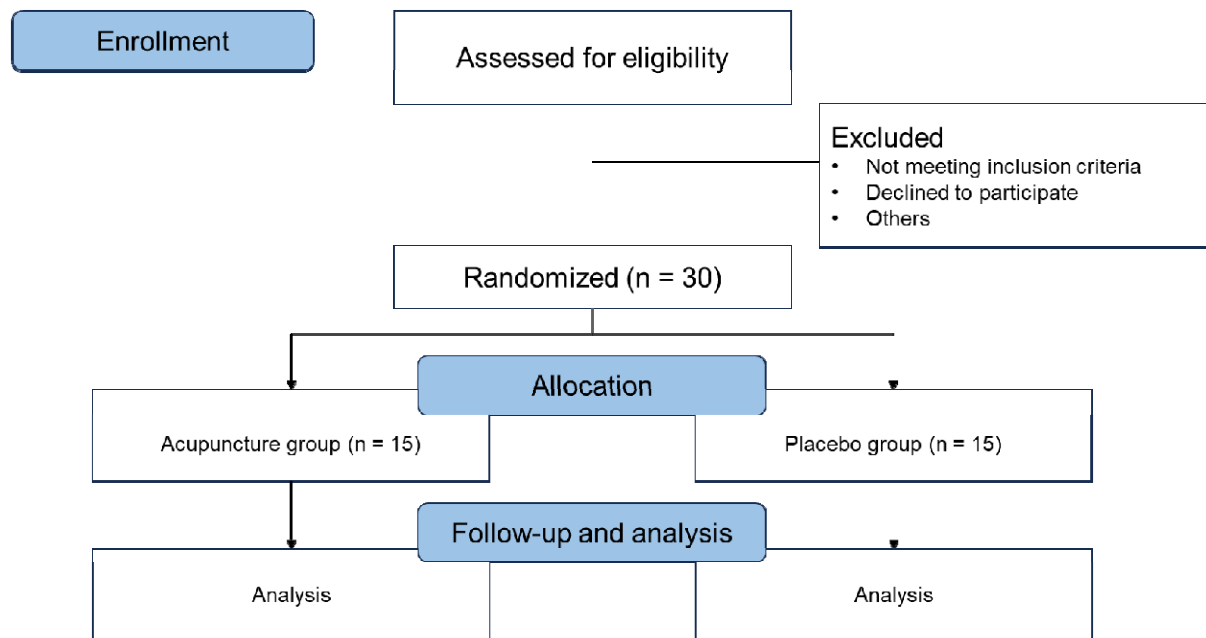 Enrollment
Assessed for eligibility
Excluded
• Not meeting inclusion criteria
• Declined to participate
• Others
Randomized (n = 30)
Allocation
Acupuncture group (n = 15)
Placebo group (n = 15)
Follow-up and analysis
Analysis
Analysis